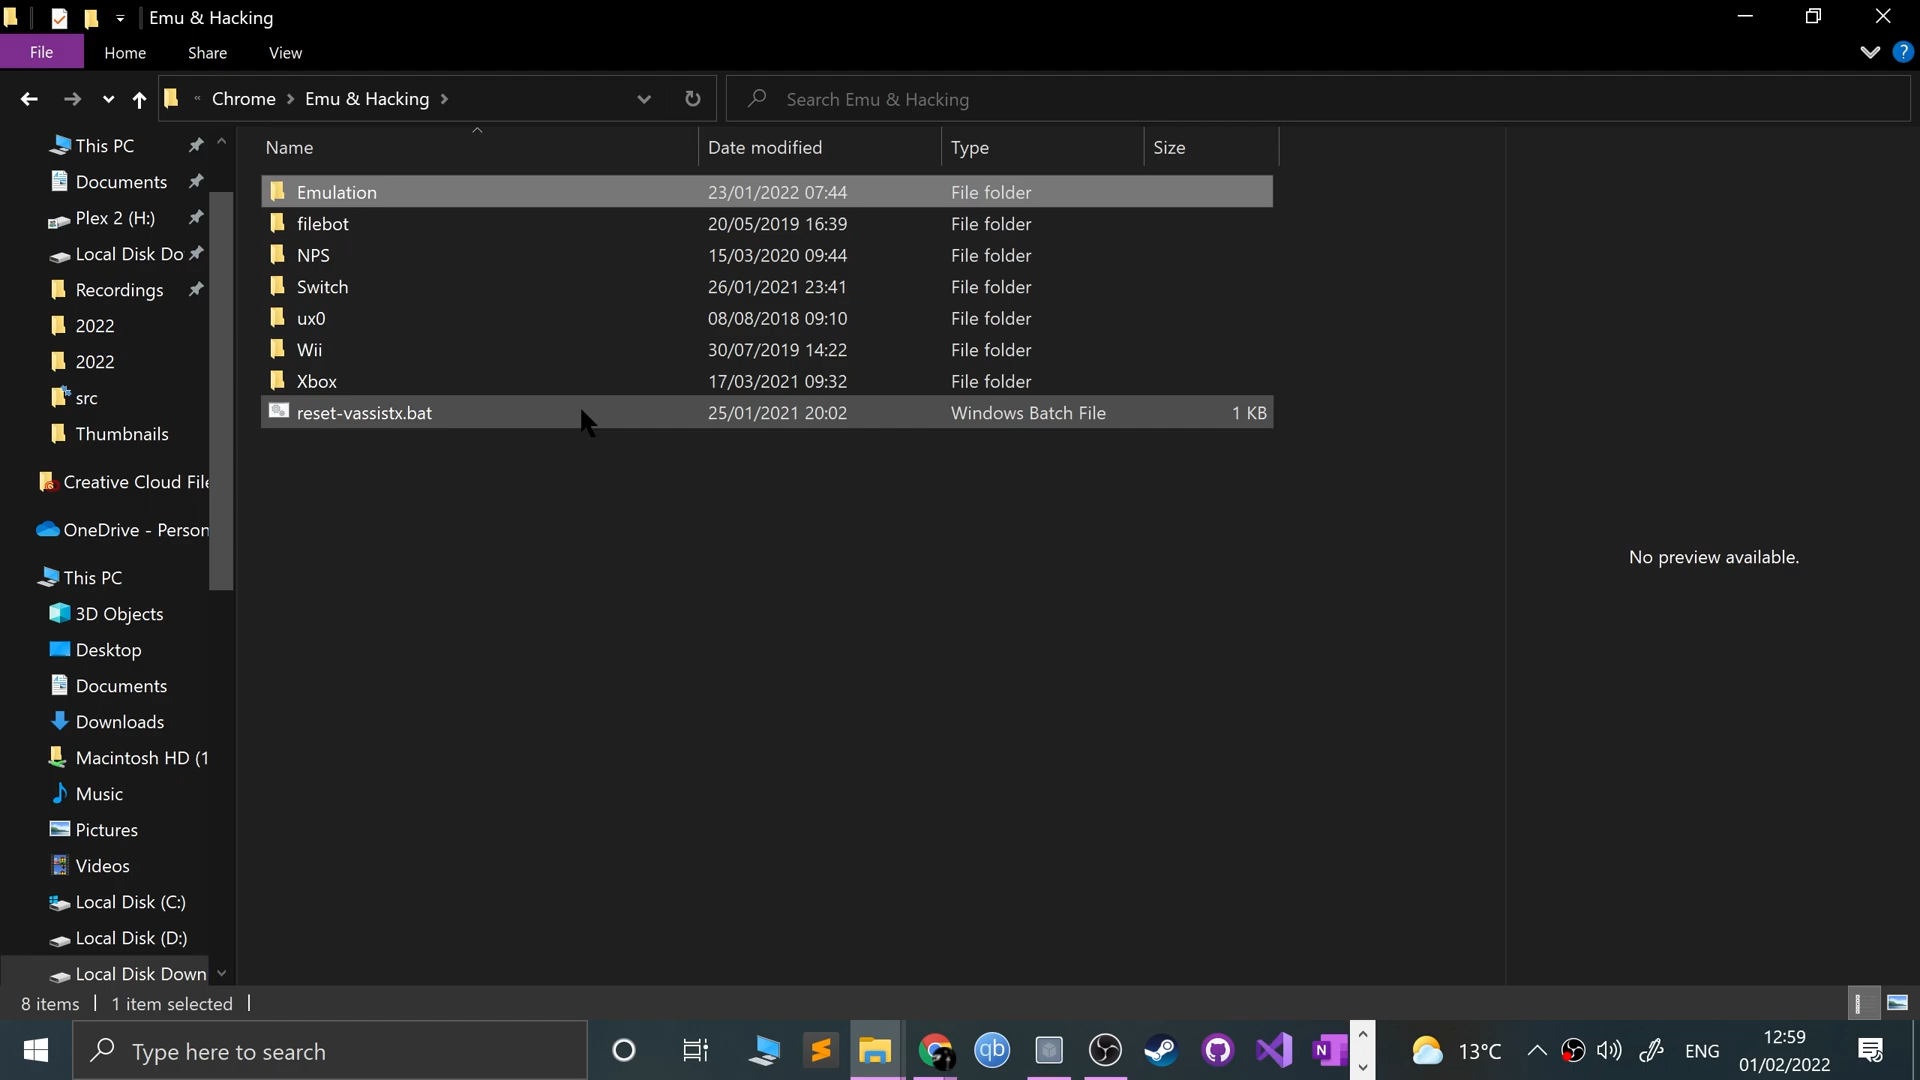 Emu & Hacking
File
Home
Share
View
?
« Chrome > Emu & Hacking >
Search Emu & Hacking
This PC
Documents
Plex 2 (H:)
Local Disk Do
Recordings
2022
2022
src
Thumbnails
Creative Cloud File
OneDrive - Person
This PC
3D Objects
Desktop
Documents
Downloads
Macintosh HD (1
Music
Pictures
Videos
Local Disk (C:)
Local Disk (D:)
Local Disk Down
Name Date modified Type Size
Emulation 23/01/2022 07:44 File folder
filebot 20/05/2019 16:39 File folder
NPS 15/03/2020 09:44 File folder
Switch 26/01/2021 23:41 File folder
ux0 08/08/2018 09:10 File folder
Wii 30/07/2019 14:22 File folder
Xbox 17/03/2021 09:32 File folder
reset-vassistx.bat 25/01/2021 20:02 Windows Batch File 1 KB
No preview available.
8 items 1 item selected
Type here to search
qb
N
13°C
ENG
12:59
01/02/2022